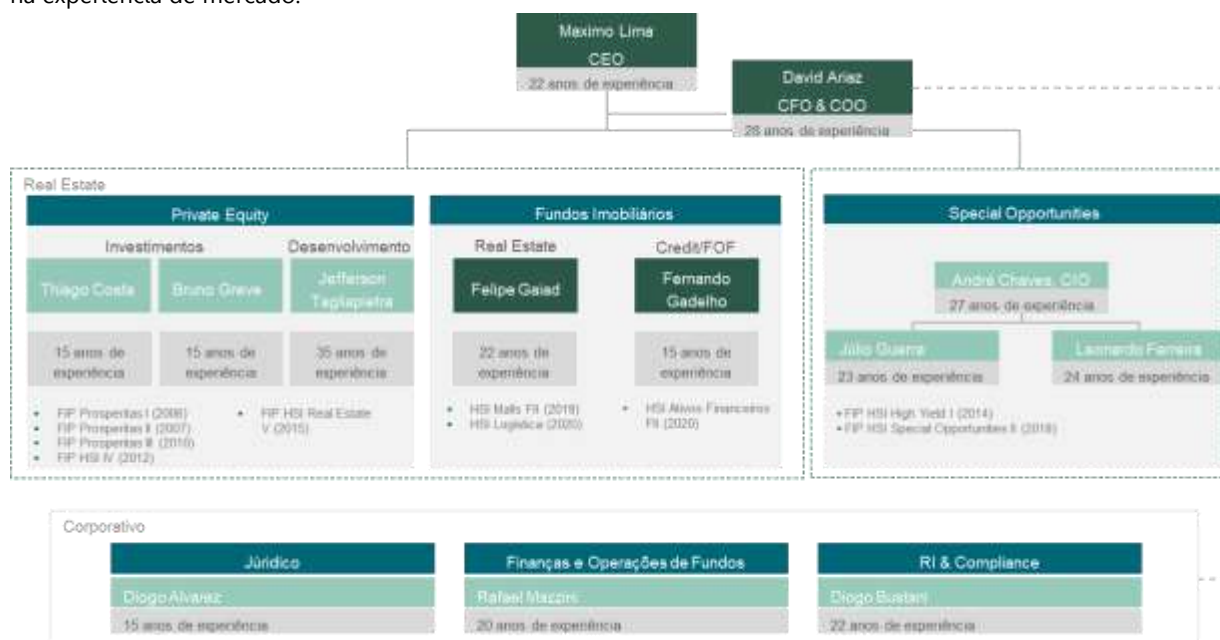 na experiência de mercado.
Maximo Lima
CEO
22 anos de experiência
David Ariaz
CFO & COO
28 anos de experiência
Real Estate
Private Equity
Investimentos
Desenvolvimento
Thiago Costa
Bruno Greve
Jefferson Tagliapietra
15 anos de experiência
15 anos de experiência
35 anos de experiência
• FIP Prosperitas I (2006)
• FIP Prosperitas II (2007)
• FIP Prosperitas III (2010)
• FIP HSI IV (2012)
• FIP HSI Real Estate
V (2015)
Fundos Imobiliários
Real Estate
Credit/FOF
Felipe Gaiad
Fernando
Gadelho
22 anos de experiência
15 anos de experiência
• HSI Malls FII (2019)
• HSI Logística (2020)
• HSI Ativos Financeiros
FII (2020)
Special Opportunities
André Chaves, CIO
27 anos de experiência
Júlio Guerra
23 anos de experiência
Leonardo Ferreira
24 anos de experiência
• FIP HSI High Yield I (2014)
• FIP HSI Special Opportunities II (2018)
Corporativo
Júridico
Diogo Alvarez
15 anos de experiência
Finanças e Operações de Fundos
Rafael Mazzini
20 anos de experiência
RI & Compliance
Diogo Bustani
22 anos de experiência